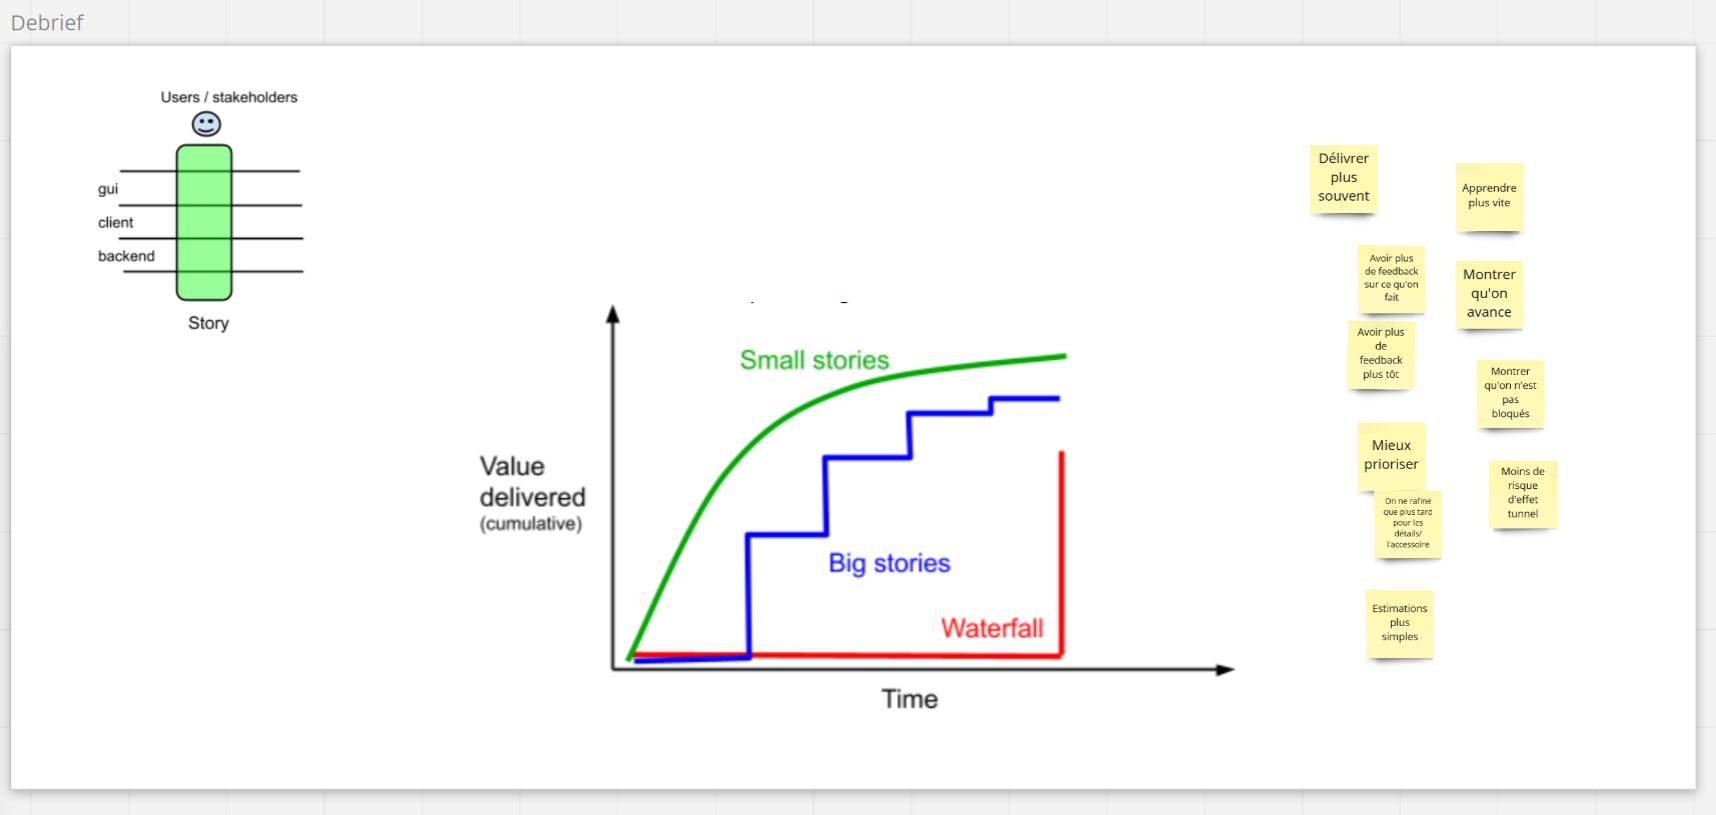 Debrief
Users / stakeholders
gui
client
backend
Story
Small stories
Value
delivered
(cumulative)
Big stories
Waterfall
Time
Délivrer
plus
souvent
Apprendre
plus vite
Avoir plus
de feedback
sur ce qu'on
fait
Montrer
qu'on
avance
Avoir plus
de
feedback
plus tôt
Montrer
qu'on n'est
pas
bloqués
Mieux
prioriser
On ne rafine
que plus tard
pour les
détails/
l'accessoire
Moins de
risque
d'effet
tunnel
Estimations
plus
simples